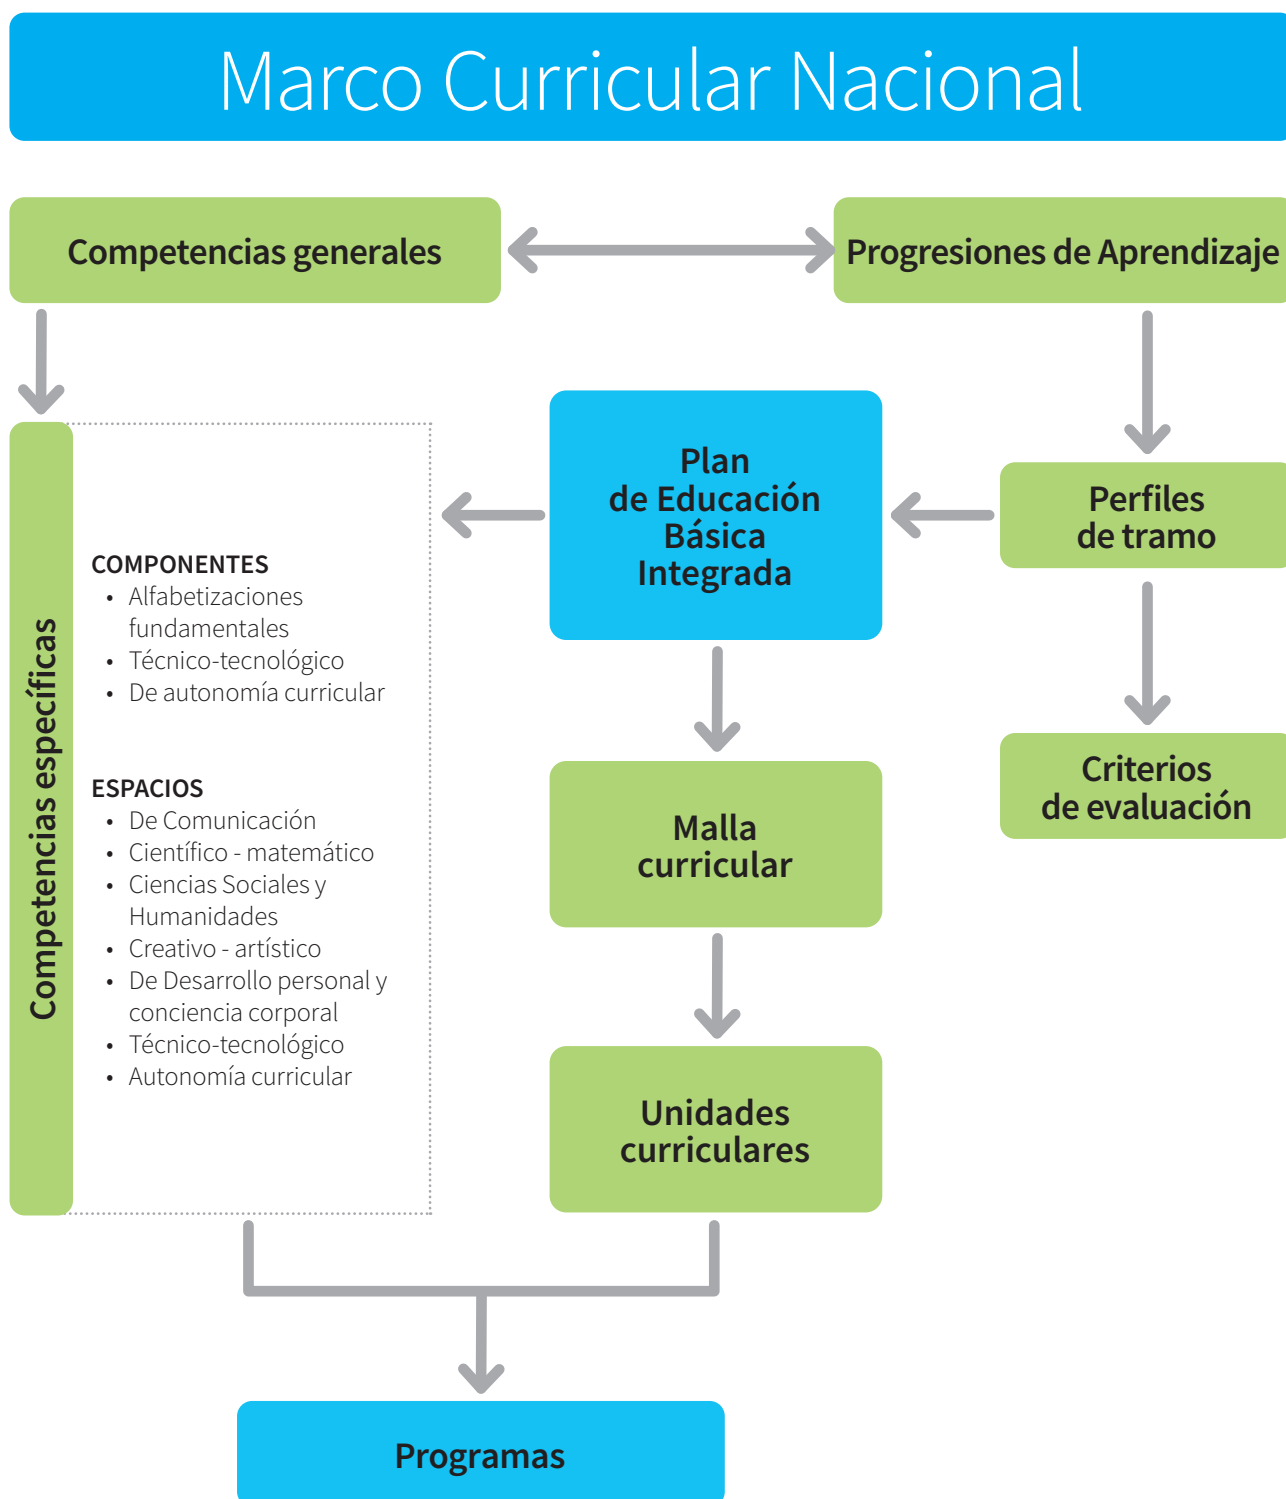 Marco Curricular Nacional
Competencias generales
Progresiones de Aprendizaje
Competencias específicas
COMPONENTES
• Alfabetizaciones
fundamentales
• Técnico-tecnológico
• De autonomía curricular
ESPACIOS
• De Comunicación
• Científico - matemático
• Ciencias Sociales y
Humanidades
• Creativo - artístico
• De Desarrollo personal y
conciencia corporal
• Técnico-tecnológico
• Autonomía curricular
Plan
de Educación
Básica
Integrada
Perfiles
de tramo
Malla
curricular
Criterios
de evaluación
Unidades
curriculares
Programas